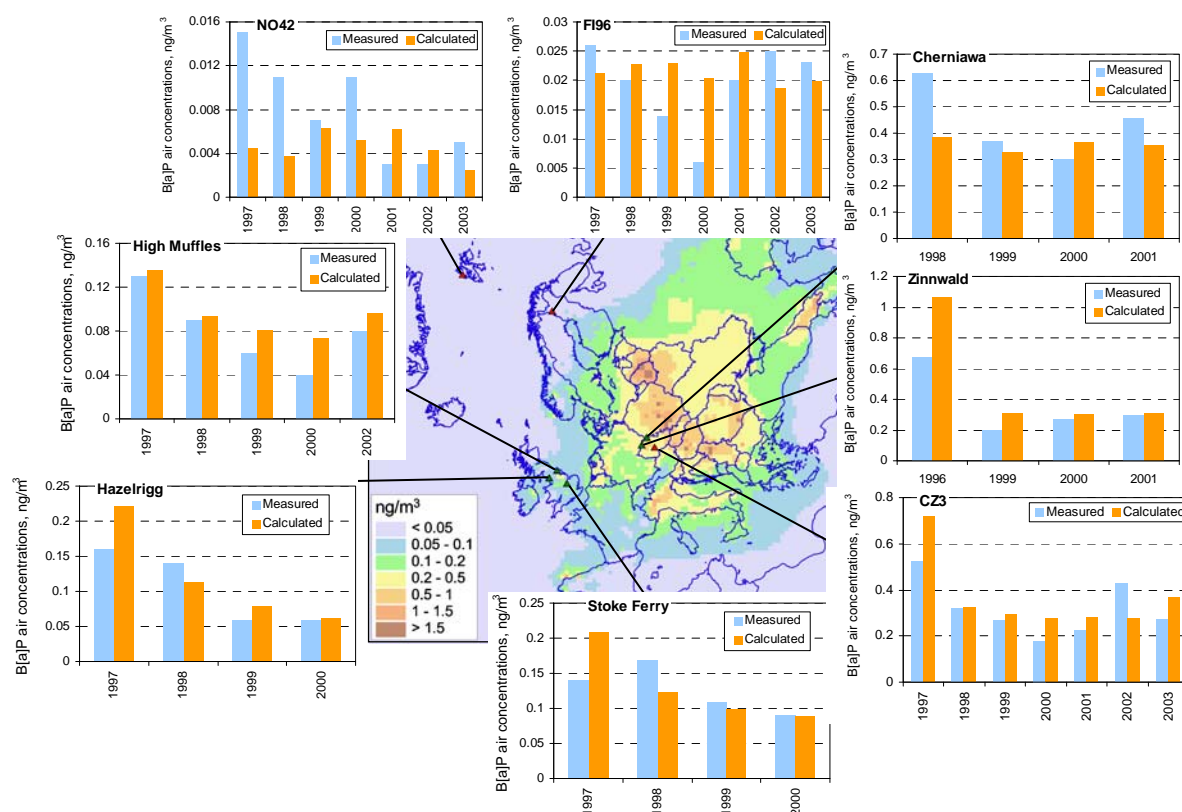 NO42
B[a]P air concentrations, ng/m³
Measured Calculated
0.016
0.012
0.008
0.004
0
1997 1998 1999 2000 2001 2002 2003
FI96
B[a]P air concentrations, ng/m³
Measured Calculated
0.03
0.025
0.02
0.015
0.01
0.005
0
1997 1998 1999 2000 2001 2002 2003
Cherniawa
B[a]P air concentrations, ng/m³
Measured
Calculated
0.7
0.6
0.5
0.4
0.3
0.2
0.1
0
1998 1999 2000 2001
High Muffles
B[a]P air concentrations, ng/m³
Measured
Calculated
0.16
0.12
0.08
0.04
0
1997 1998 1999 2000 2002
Zinnwald
B[a]P air concentrations, ng/m³
Measured
Calculated
1.2
1
0.8
0.6
0.4
0.2
0
1996 1999 2000 2001
Hazelrigg
B[a]P air concentrations, ng/m³
Measured
Calculated
0.25
0.2
0.15
0.1
0.05
0
1997 1998 1999 2000
ng/m³
< 0.05
0.05 - 0.1
0.1 - 0.2
0.2 - 0.5
0.5 - 1
1 - 1.5
> 1.5
Stoke Ferry
B[a]P air concentrations, ng/m³
Measured
Calculated
0.25
0.2
0.15
0.1
0.05
0
1997 1998 1999 2000
CZ3
B[a]P air concentrations, ng/m³
Measured Calculated
0.8
0.6
0.4
0.2
0
1997 1998 1999 2000 2001 2002 2003